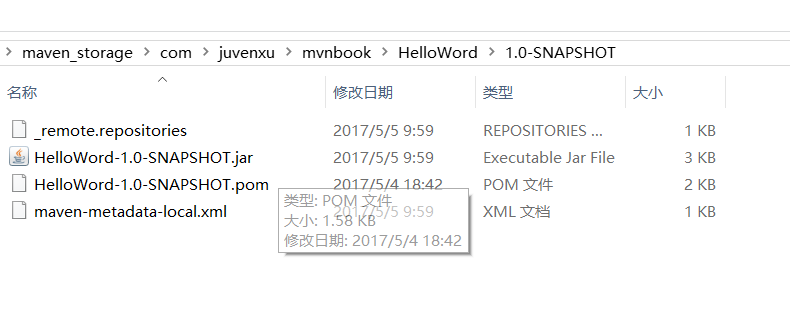 maven_storage > com > juvenxu > mvnbook > HelloWord > 1.0-SNAPSHOT
名称 修改日期 类型 大小
_remote.repositories 2017/5/5 9:59 REPOSITORIES ... 1 KB
HelloWord-1.0-SNAPSHOT.jar 2017/5/5 9:59 Executable Jar File 3 KB
HelloWord-1.0-SNAPSHOT.pom 2017/5/4 18:42 POM 文件 2 KB
maven-metadata-local.xml 2017/5/5 9:59 XML 文档 1 KB
类型: POM 文件
大小: 1.58 KB
修改日期: 2017/5/4 18:42